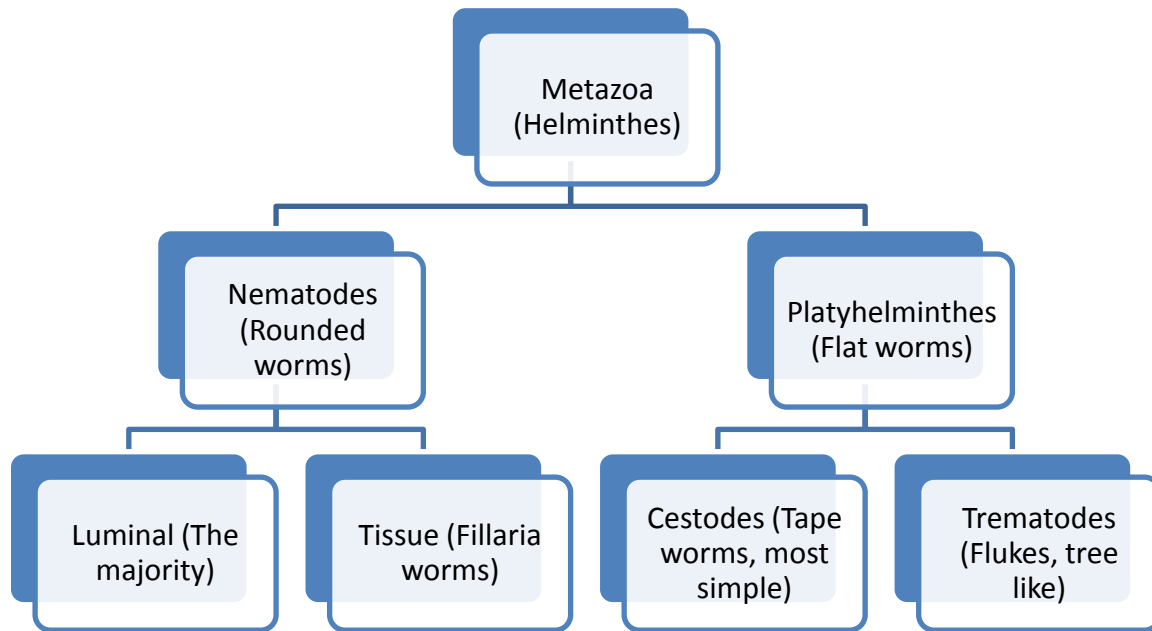 Metazoa
(Helminthes)
Nematodes
(Rounded
worms)
Platyhelminthes
(Flat worms)
Luminal (The
majority)
Tissue (Fillaria
worms)
Cestodes (Tape
worms, most
simple)
Trematodes
(Flukes, tree
like)